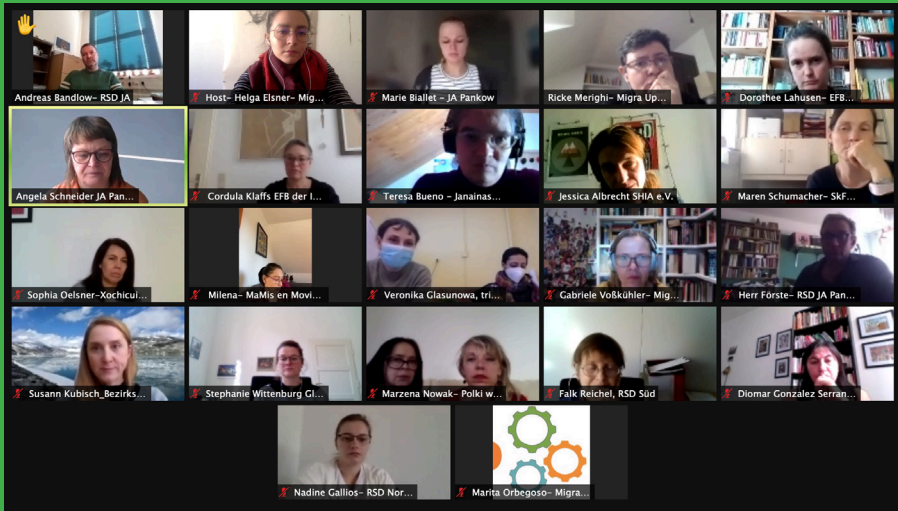 Andreas Bandlow– RSD JA
Host– Helga Elsner– Mig...
Marie Biallet – JA Pankow
Ricke Merighi– Migra Up...
Dorothee Lahusen– EFB...
Angela Schneider JA Pan...
Cordula Klaffs EFB der I...
Teresa Bueno – Janainas...
Jessica Albrecht SHIA e.V.
Maren Schumacher– SkF...
Sophia Oelsner–Xochicui...
Milena– MaMis en Movi...
Veronika Glasunowa, tri...
Gabriele Voßkühler– Mig...
Herr Förste– RSD JA Pan...
Susann Kubisch_Bezirks...
Stephanie Wittenburg Gl...
Marzena Nowak– Polki w...
Falk Reichel, RSD Süd
Diomar Gonzalez Serran...
Nadine Gallios– RSD Nor...
Marita Orbegoso– Migra...